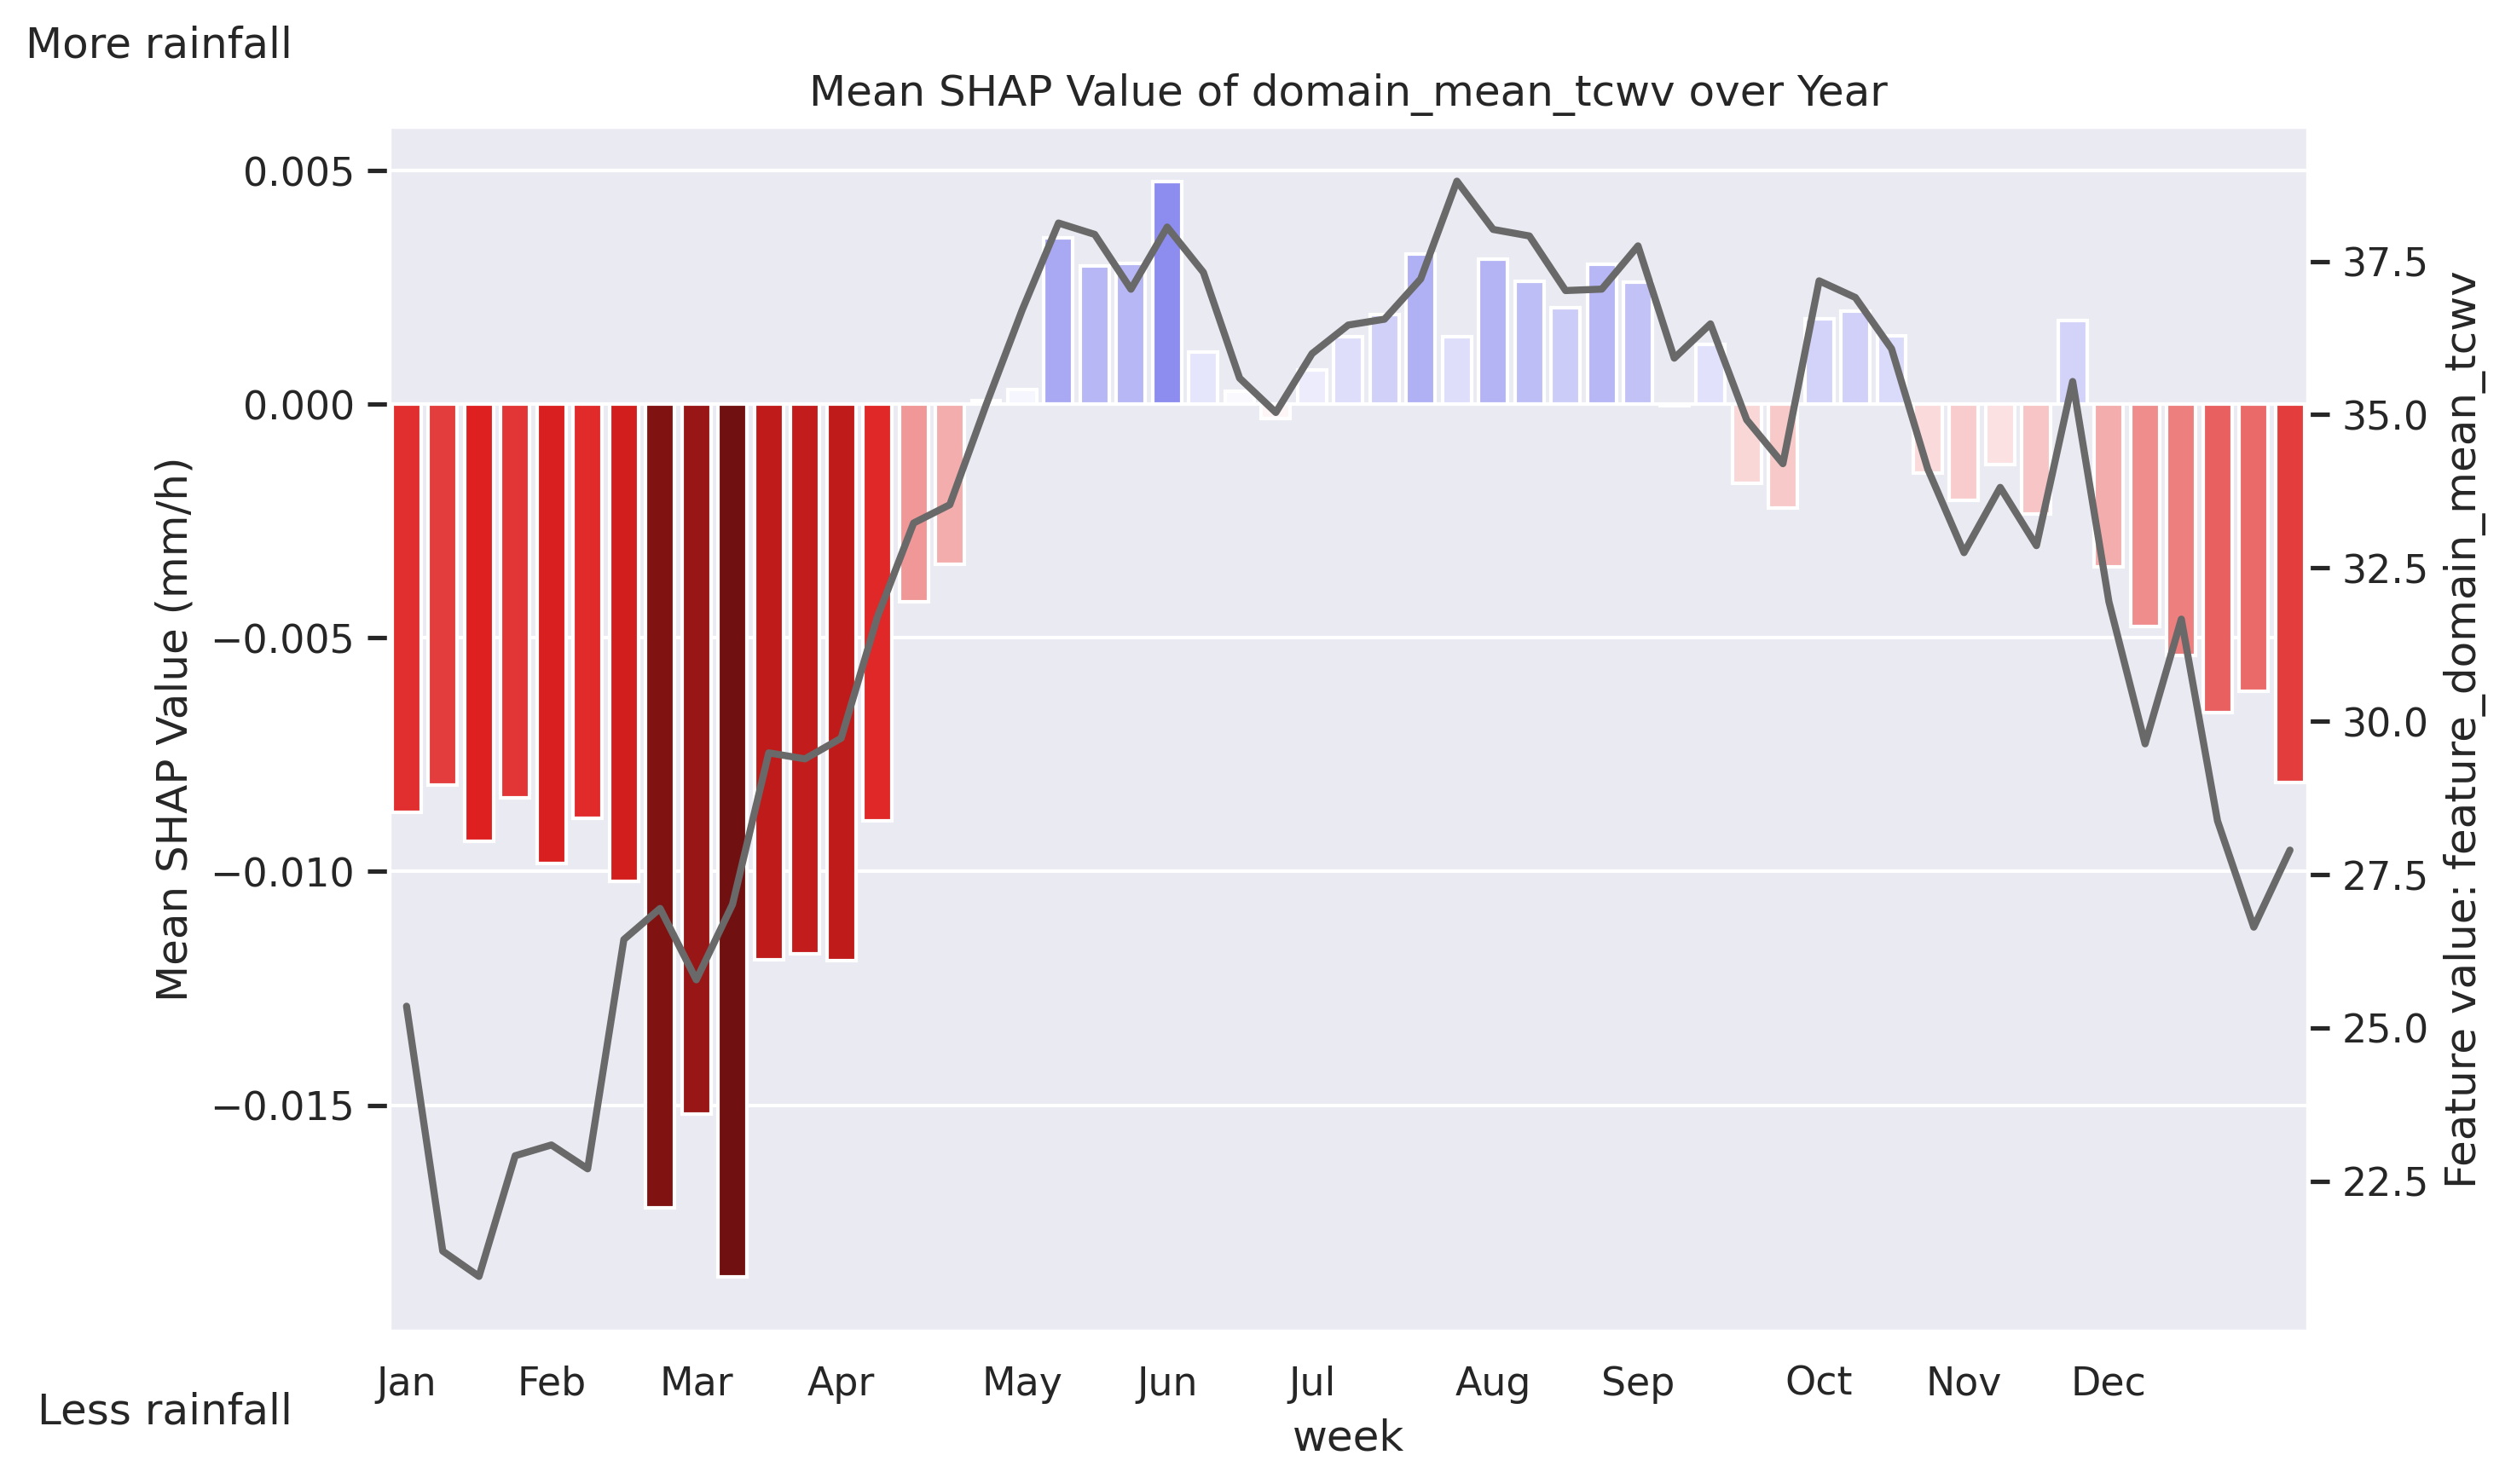 More rainfall
Mean SHAP Value of domain_mean_tcwv over Year
Mean SHAP Value (mm/h)
0.005
0.000
−0.005
−0.010
−0.015
37.5
35.0
32.5
30.0
27.5
25.0
22.5
Feature value: feature_domain_mean_tcwv
Jan Feb Mar Apr May Jun Jul Aug Sep Oct Nov Dec
Less rainfall
week